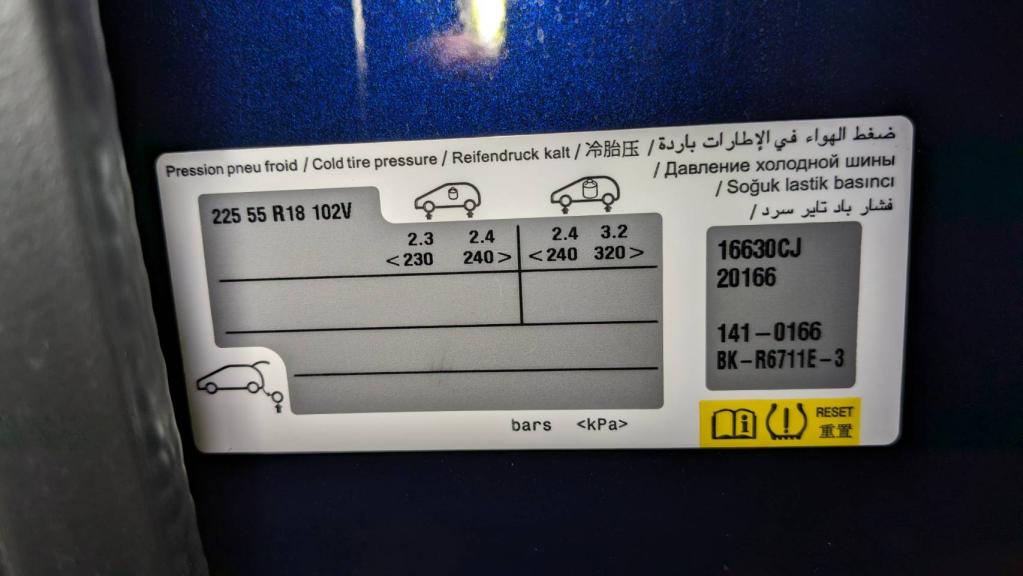 Pression pneu froid / Cold tire pressure / Reifendruck kalt / 冷胎压 / ضغط الهواء في الإطارات باردة
/ Давление холодной шины
/ Soğuk lastik basıncı
/ فشار باد تایر سرد
225 55 R18 102V
2.3 2.4 2.4 3.2
<230 240> <240 320>
16630CJ
20166
141-0166
BK-R6711E-3
bars <kPa>
RESET
重置